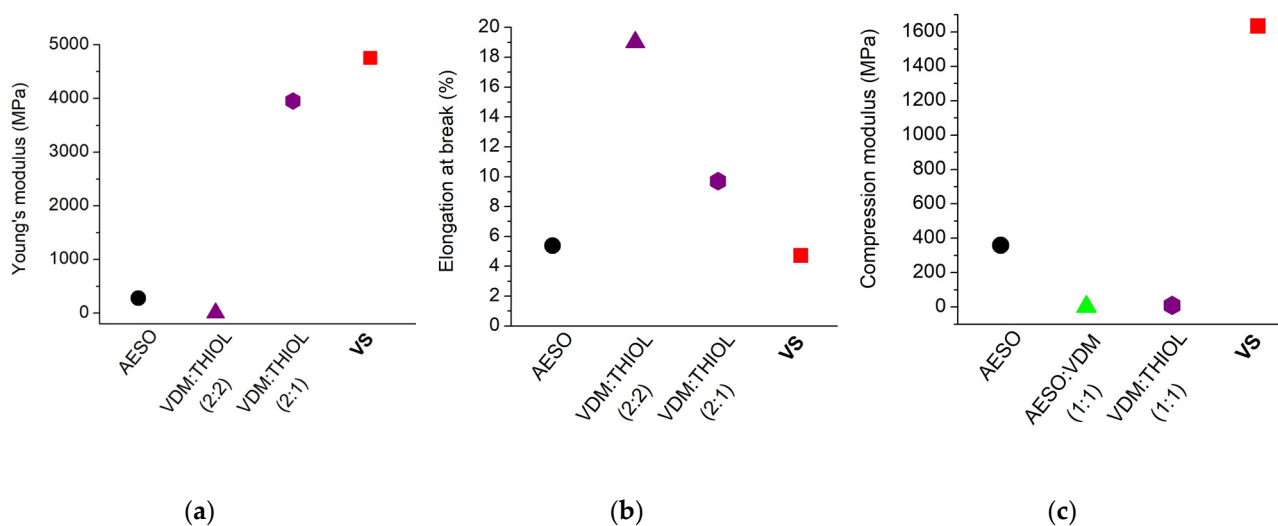 Young's modulus (MPa)
5000
4000
3000
2000
1000
0
AESO
VDM:THIOL
(2:2)
VDM:THIOL
(2:1)
VS
(a)
Elongation at break (%)
20
18
16
14
12
10
8
6
4
2
0
AESO
VDM:THIOL
(2:2)
VDM:THIOL
(2:1)
VS
(b)
Compression modulus (MPa)
1600
1400
1200
1000
800
600
400
200
0
AESO
AESO:VDM
(1:1)
VDM:THIOL
(1:1)
VS
(c)